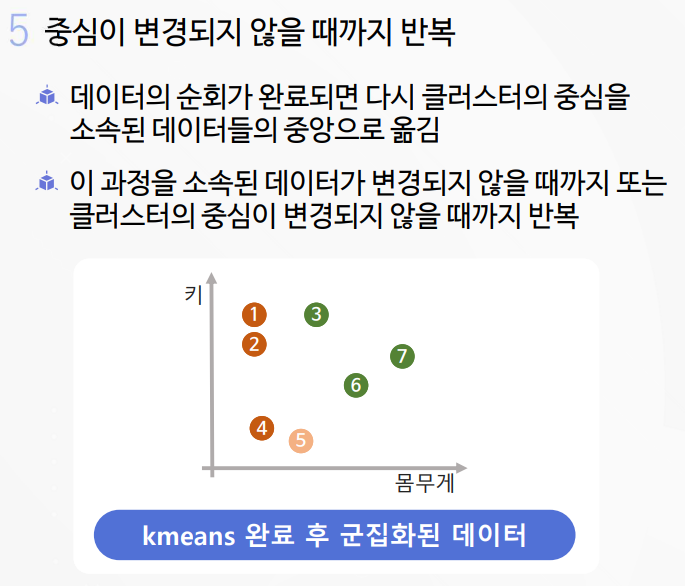 5 중심이 변경되지 않을 때까지 반복
데이터의 순회가 완료되면 다시 클러스터의 중심을
소속된 데이터들의 중앙으로 옮김
이 과정을 소속된 데이터가 변경되지 않을 때까지 또는
클러스터의 중심이 변경되지 않을 때까지 반복
키
1
3
2
7
6
4
5
몸무게
kmeans 완료 후 군집화된 데이터